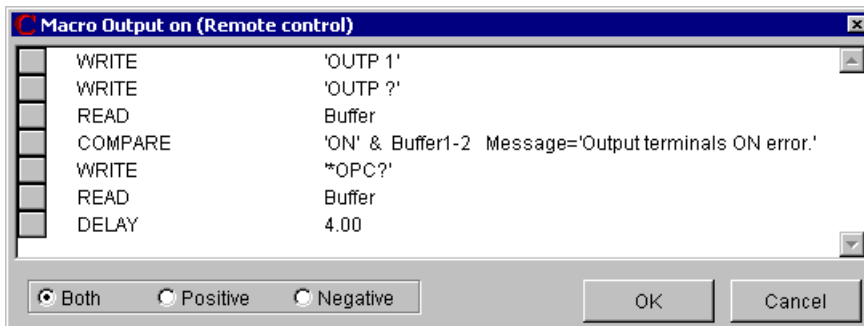 C Macro Output on (Remote control)
WRITE 'OUTP 1'
WRITE 'OUTP ?'
READ Buffer
COMPARE 'ON' & Buffer1-2 Message='Output terminals ON error.'
WRITE '*OPC?'
READ Buffer
DELAY 4.00
Both Positive Negative OK Cancel